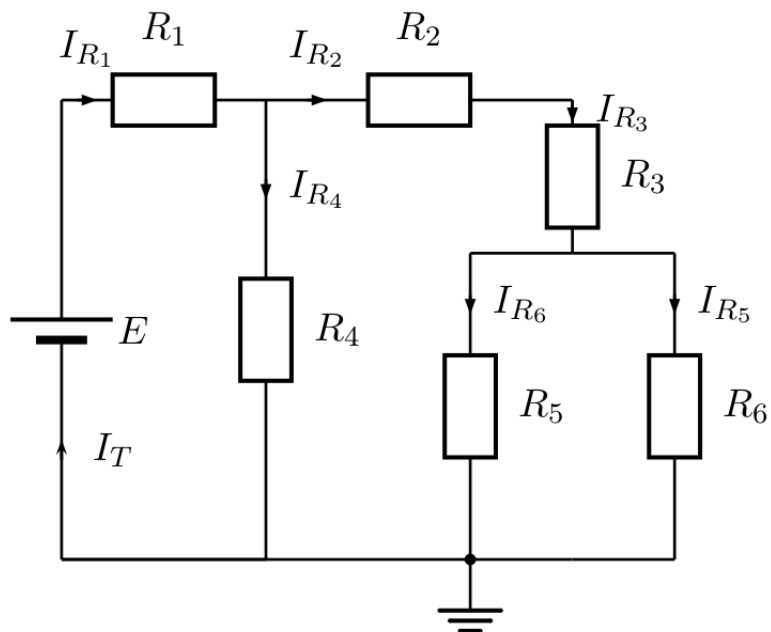 R_1
R_2
I_{R_1}
I_{R_2}
I_{R_3}
R_3
I_{R_4}
I_{R_6}
I_{R_5}
E
R_4
R_5
R_6
I_T